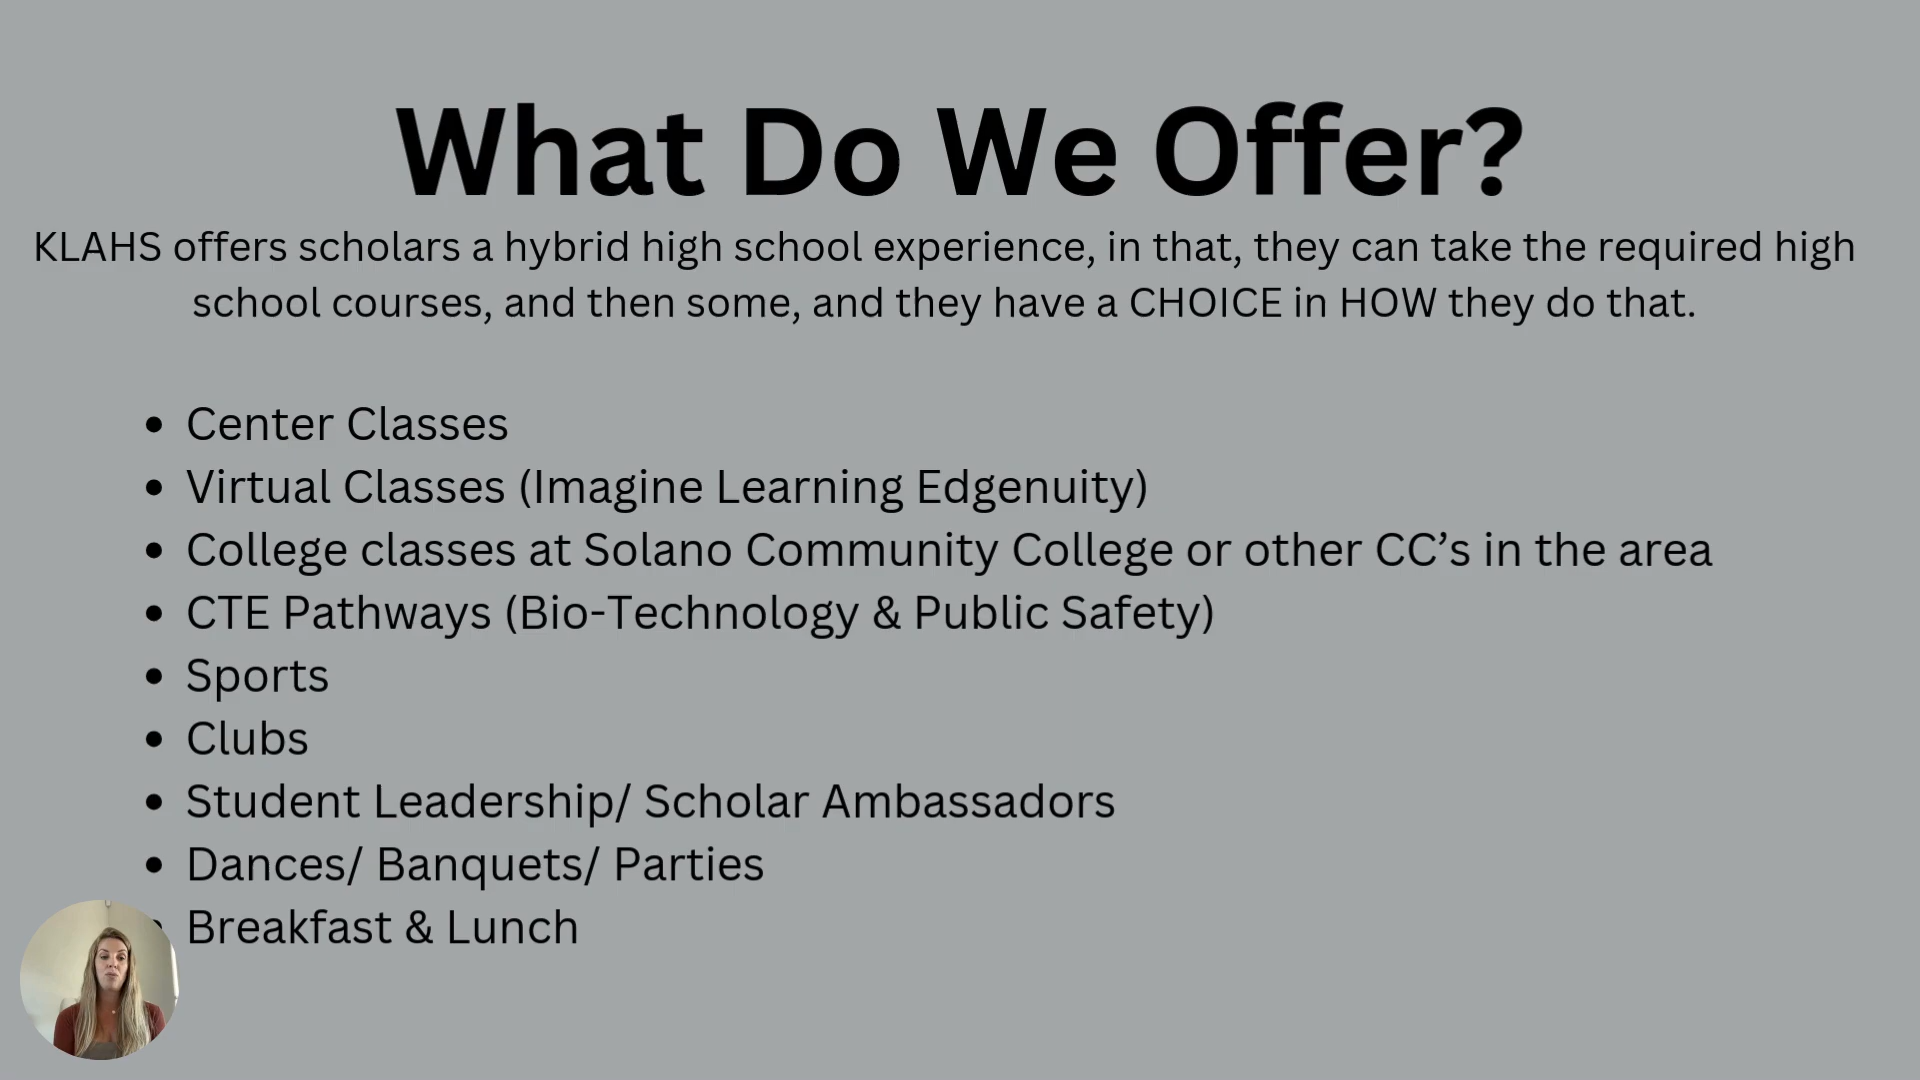 What Do We Offer?
KLAHS offers scholars a hybrid high school experience, in that, they can take the required high
school courses, and then some, and they have a CHOICE in HOW they do that.
• Center Classes
• Virtual Classes (Imagine Learning Edgenuity)
• College classes at Solano Community College or other CC’s in the area
• CTE Pathways (Bio-Technology & Public Safety)
• Sports
• Clubs
• Student Leadership/ Scholar Ambassadors
• Dances/ Banquets/ Parties
• Breakfast & Lunch